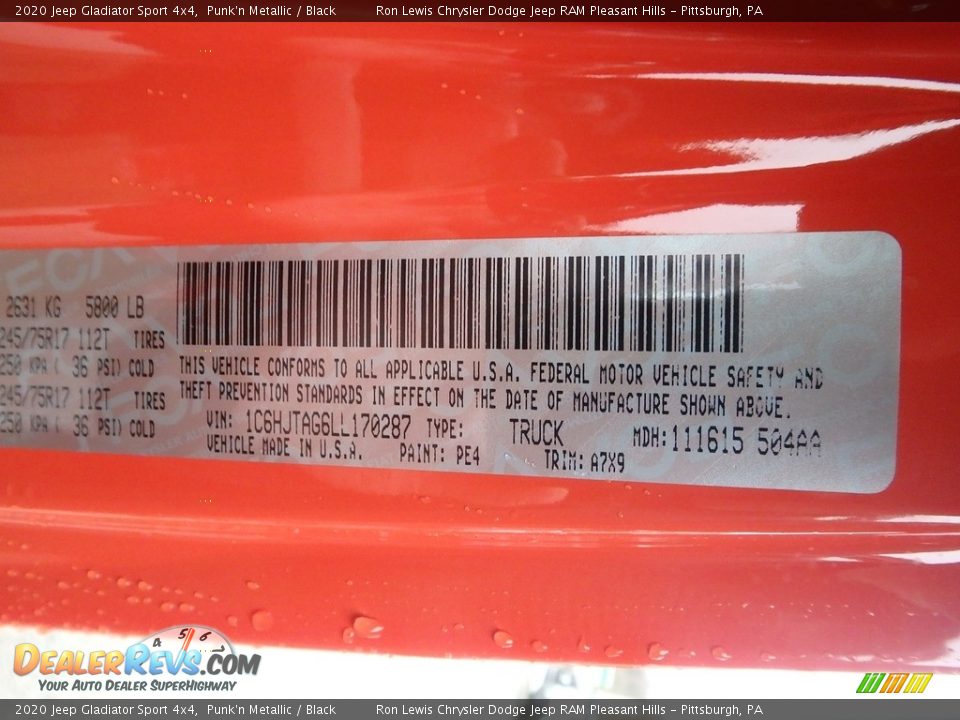 2020 Jeep Gladiator Sport 4x4, Punk'n Metallic / Black Ron Lewis Chrysler Dodge Jeep RAM Pleasant Hills - Pittsburgh, PA
2631 KG 5800 LB
245/75R17 112T TIRES
250 KPA ( 36 PSI) COLD
245/75R17 112T TIRES
250 KPA ( 36 PSI) COLD
THIS VEHICLE CONFORMS TO ALL APPLICABLE U.S.A. FEDERAL MOTOR VEHICLE SAFETY AND
THEFT PREVENTION STANDARDS IN EFFECT ON THE DATE OF MANUFACTURE SHOWN ABOVE.
VIN: 1C6HJTAG6LL170287 TYPE: TRUCK MDH:111615 504AA
VEHICLE MADE IN U.S.A. PAINT: PE4 TRIM: A7X9
4 5 6
DEALERREVS.COM
YOUR AUTO DEALER SUPERHIGHWAY
2020 Jeep Gladiator Sport 4x4, Punk'n Metallic / Black Ron Lewis Chrysler Dodge Jeep RAM Pleasant Hills - Pittsburgh, PA